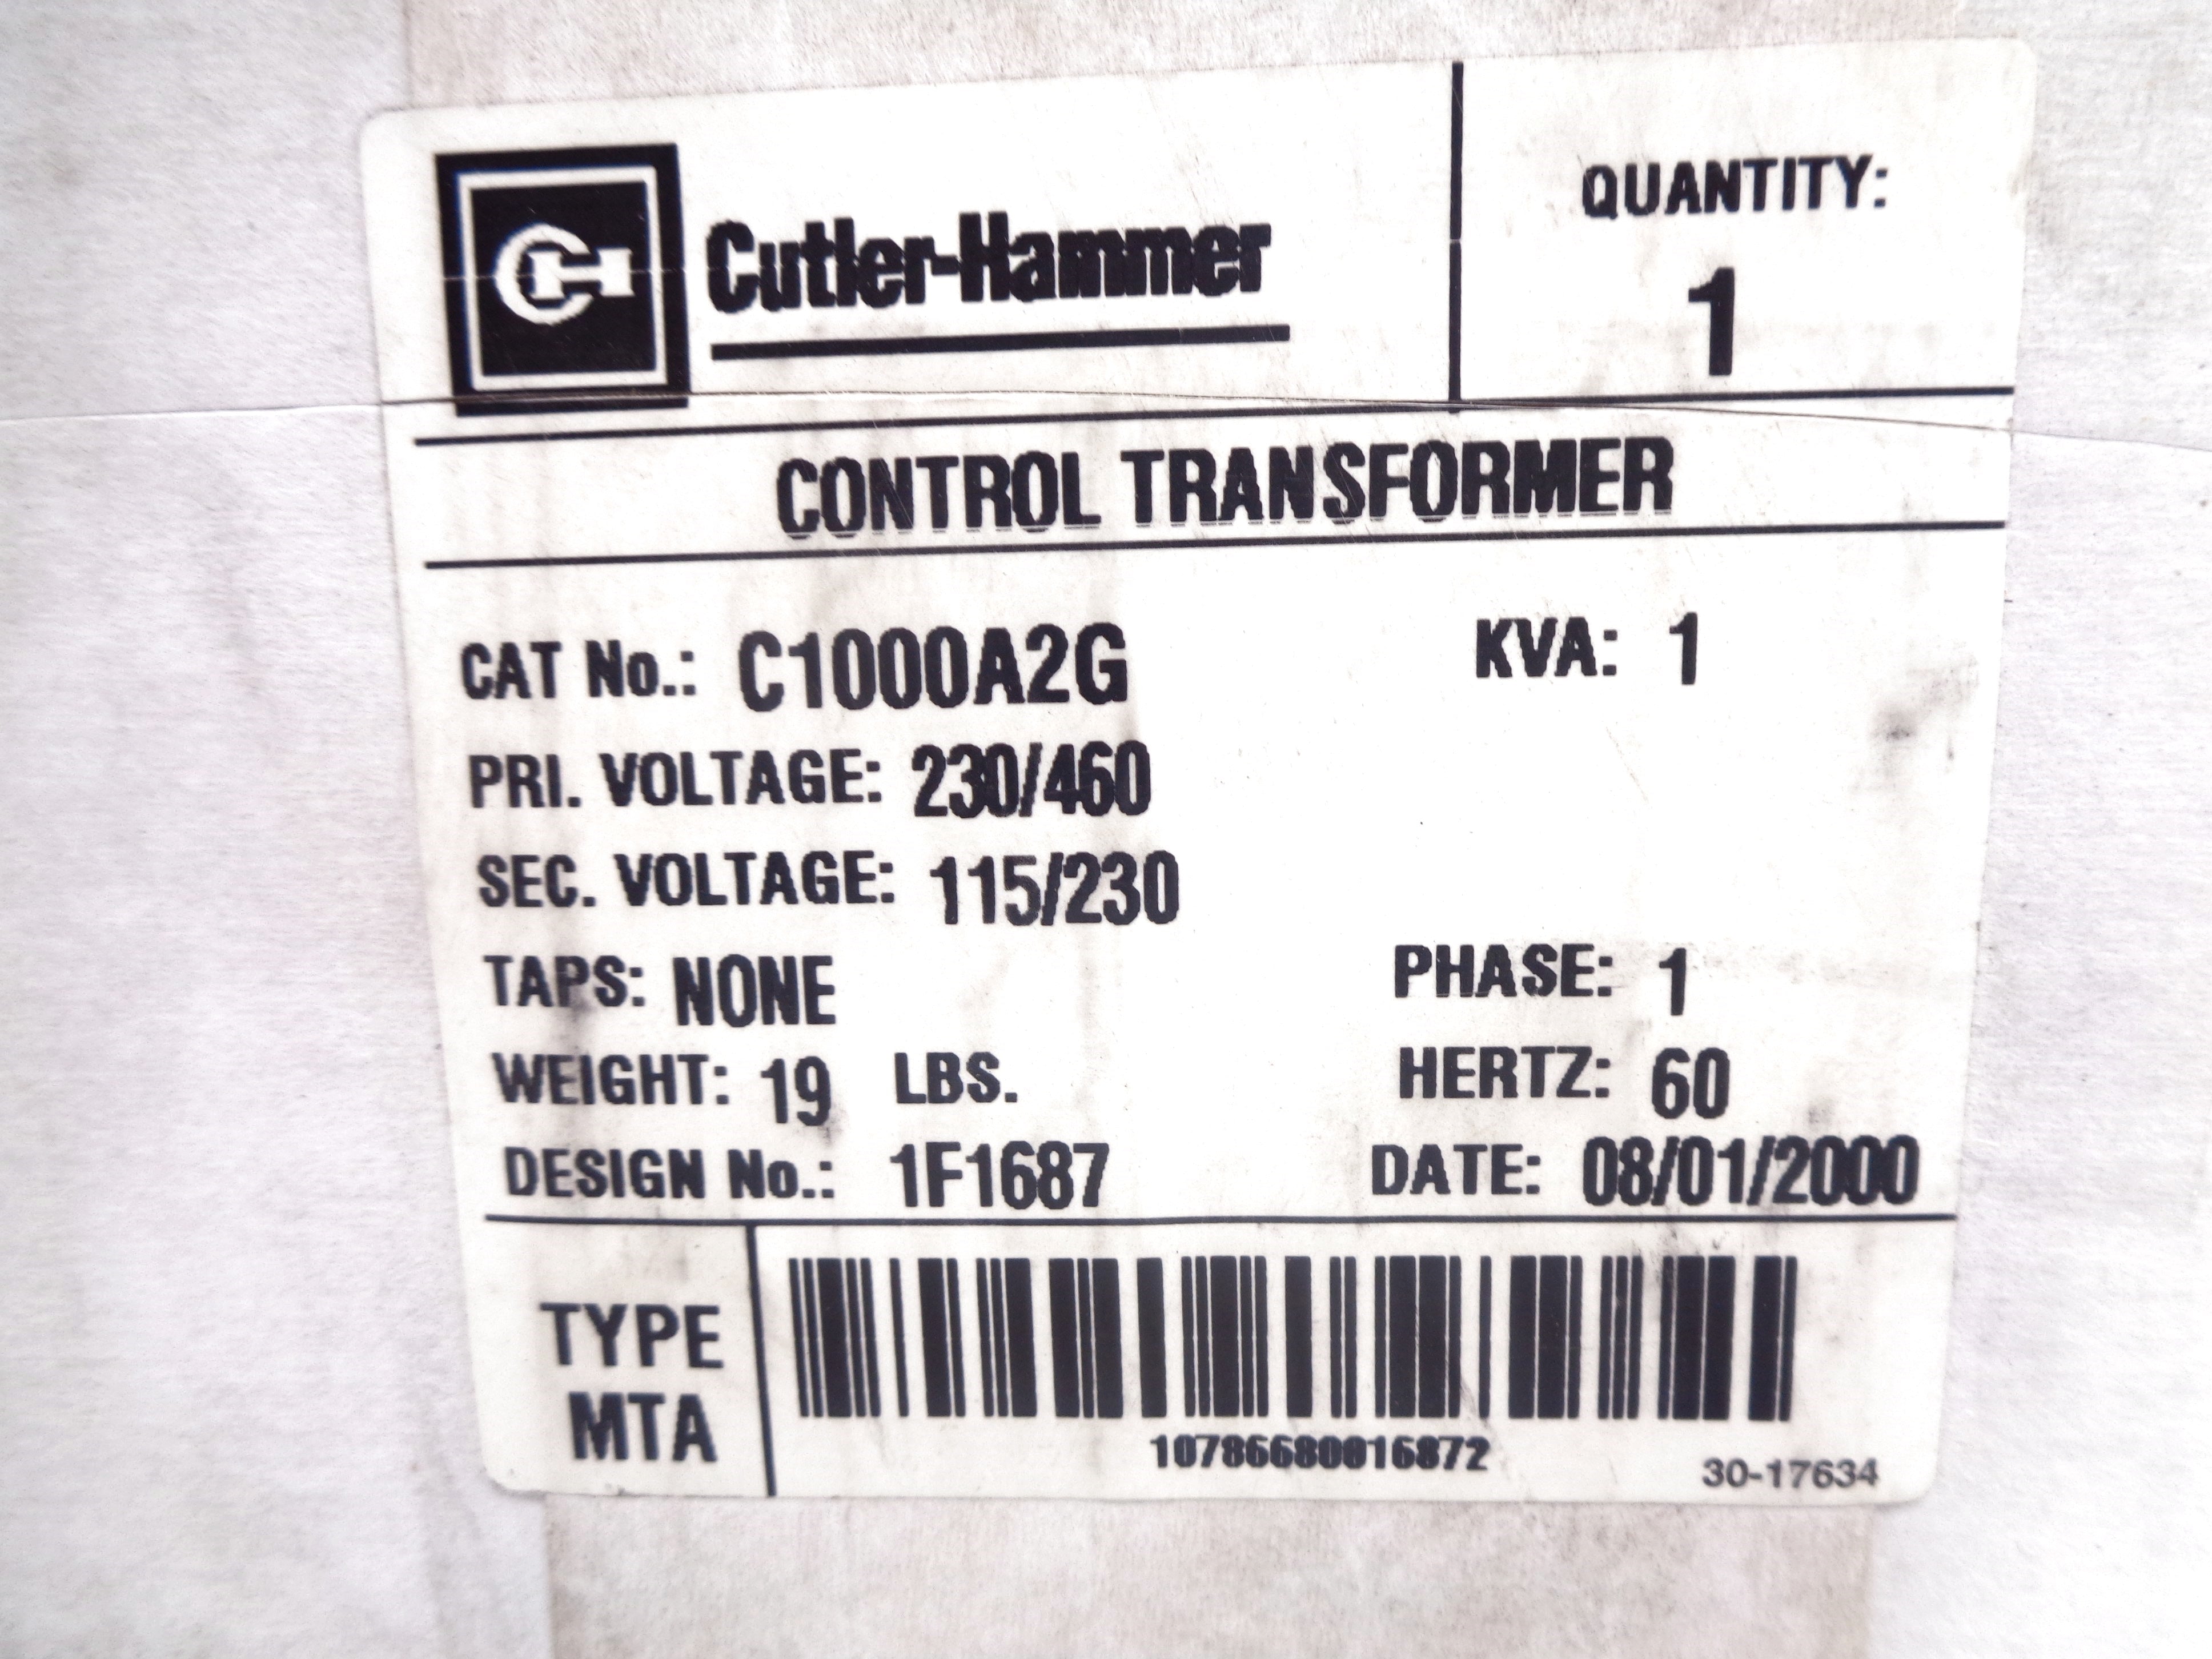 Cutler-Hammer
QUANTITY:
1
CONTROL TRANSFORMER
CAT No.: C1000A2G KVA: 1
PRI. VOLTAGE: 230/460
SEC. VOLTAGE: 115/230
TAPS: NONE PHASE: 1
WEIGHT: 19 LBS. HERTZ: 60
DESIGN No.: 1F1687 DATE: 08/01/2000
TYPE
MTA
10786680016872
30-17634